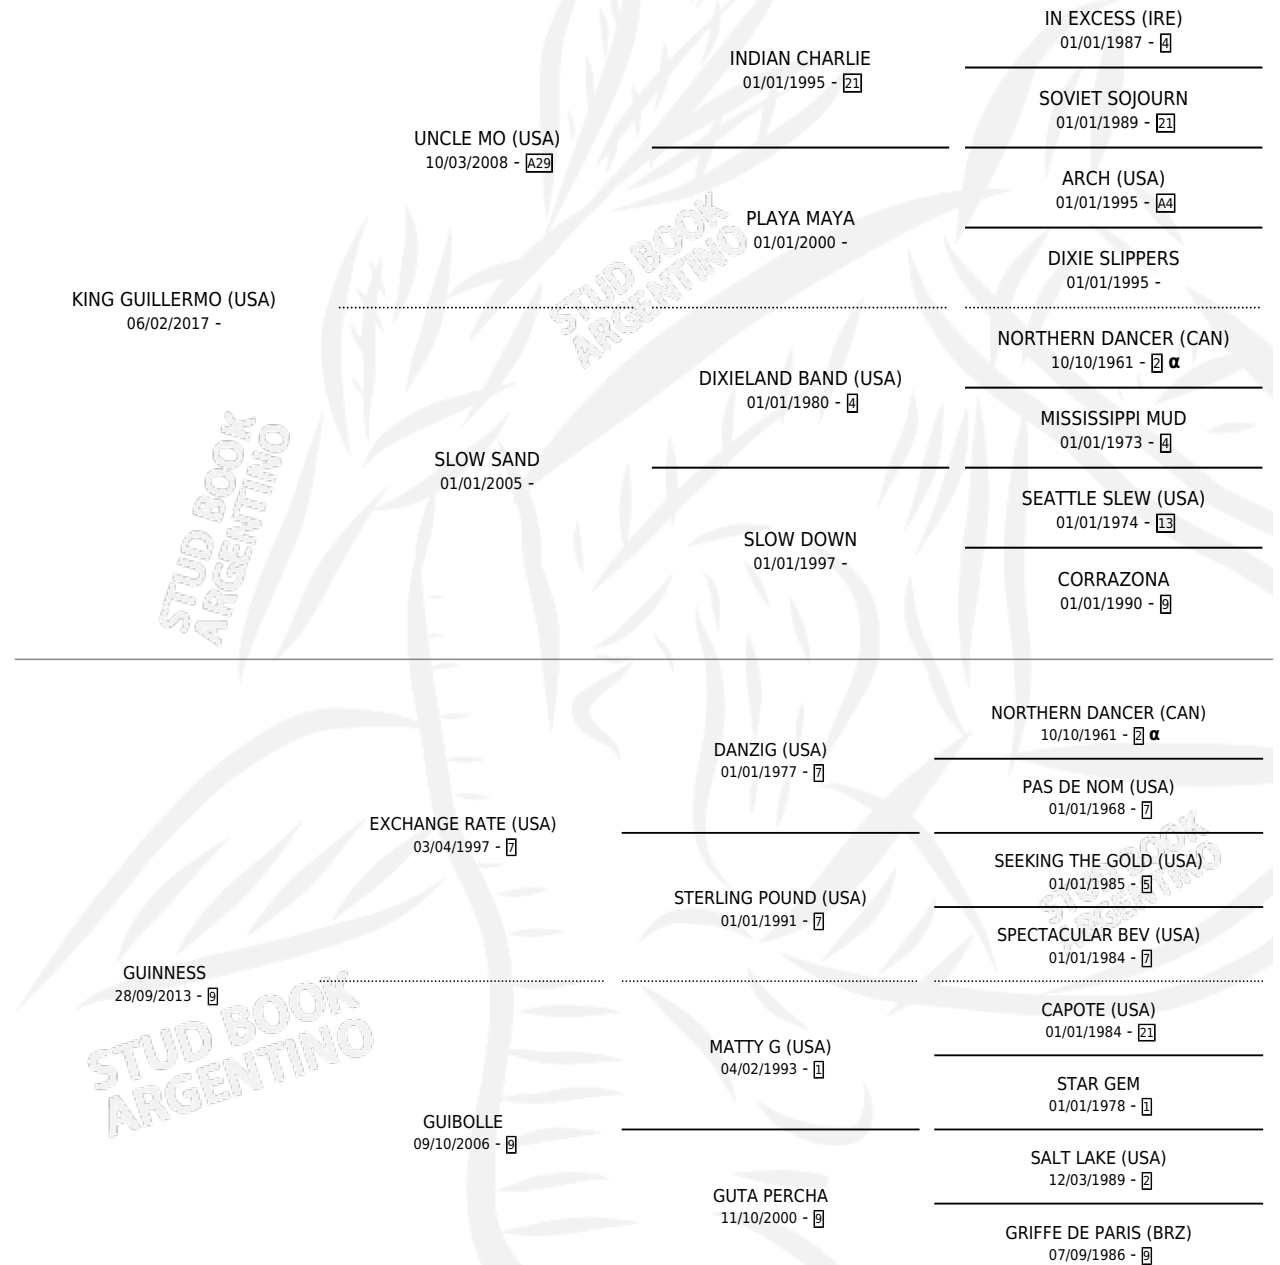 IN EXCESS (IRE)
01/01/1987 - 4
INDIAN CHARLIE
01/01/1995 - 21
SOVIET SOJOURN
01/01/1989 - 21
UNCLE MO (USA)
10/03/2008 - A29
ARCH (USA)
01/01/1995 - A4
PLAYA MAYA
01/01/2000 -
DIXIE SLIPPERS
01/01/1995 -
KING GUILLERMO (USA)
06/02/2017 -
NORTHERN DANCER (CAN)
10/10/1961 - 2 α
DIXIELAND BAND (USA)
01/01/1980 - 4
MISSISSIPPI MUD
01/01/1973 - 4
SLOW SAND
01/01/2005 -
SEATTLE SLEW (USA)
01/01/1974 - 13
SLOW DOWN
01/01/1997 -
CORRAZONA
01/01/1990 - 9
NORTHERN DANCER (CAN)
10/10/1961 - 2 α
DANZIG (USA)
01/01/1977 - 7
PAS DE NOM (USA)
01/01/1968 - 7
EXCHANGE RATE (USA)
03/04/1997 - 7
SEEKING THE GOLD (USA)
01/01/1985 - 5
STERLING POUND (USA)
01/01/1991 - 7
SPECTACULAR BEV (USA)
01/01/1984 - 7
GUINNESS
28/09/2013 - 9
CAPOTE (USA)
01/01/1984 - 21
MATTY G (USA)
04/02/1993 - 1
STAR GEM
01/01/1978 - 1
GUIBOLLE
09/10/2006 - 9
SALT LAKE (USA)
12/03/1989 - 2
GUTA PERCHA
11/10/2000 - 9
GRIFFE DE PARIS (BRZ)
07/09/1986 - 9
STUD BOOK
ARGENTINO
STUD BOOK
ARGENTINO
STUD BOOK
ARGENTINO
STUD BOOK
ARGENTINO